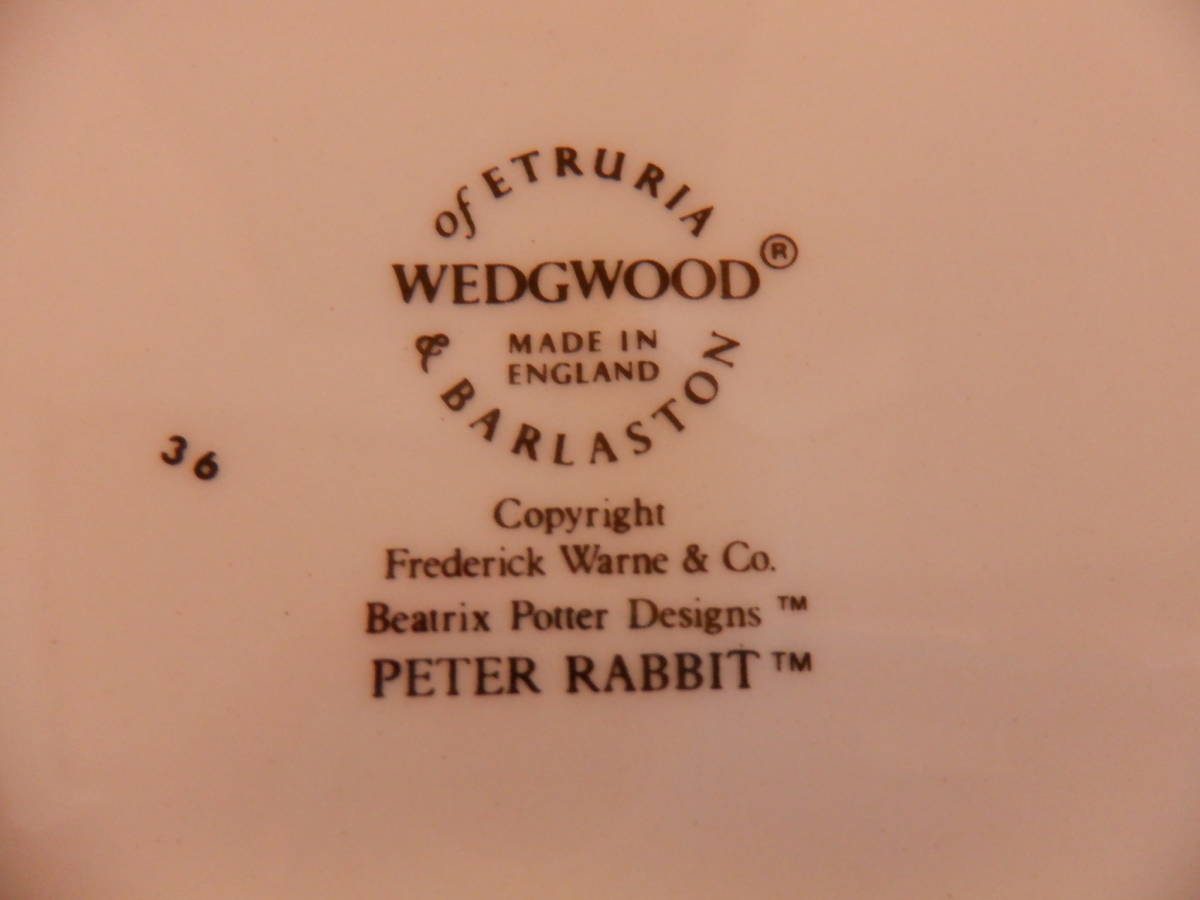 of ETRURIA
WEDGWOOD®
MADE IN
ENGLAND
& BARLASTON
36
Copyright
Frederick Warne & Co.
Beatrix Potter Designs ™
PETER RABBIT ™